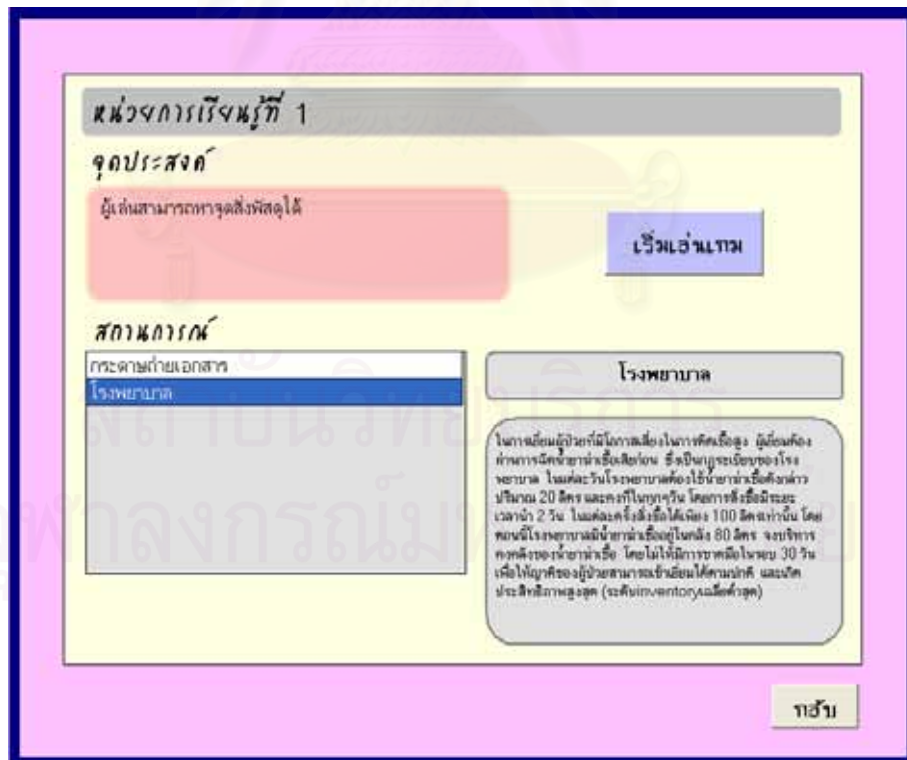 หน่วยการเรียนรู้ที่ 1
จุดประสงค์
ผู้เล่นสามารถหาจุดสั่งพัสดุได้
เริ่มเล่นเกม
สถานการณ์
กระดาษถ่ายเอกสาร
โรงพยาบาล
โรงพยาบาล
ในการเยี่ยมผู้ป่วยที่มีโอกาสเสี่ยงในการติดเชื้อสูง ผู้เยี่ยมต้อง
ผ่านการฉีดน้ำยาฆ่าเชื้อเสียก่อน ซึ่งเป็นกฎระเบียบของโรง
พยาบาล ในแต่ละวันโรงพยาบาลต้องใช้น้ำยาฆ่าเชื้อดังกล่าว
ปริมาณ 20 ลิตร และคงที่ในทุกๆวัน โดยการสั่งซื้อมีระยะ
เวลานำ 2 วัน ในแต่ละครั้งสั่งซื้อได้เพียง 100 ลิตรเท่านั้น โดย
ตอนนี้โรงพยาบาลมีน้ำยาฆ่าเชื้ออยู่ในคลัง 80 ลิตร จงบริหาร
คงคลังของน้ำยาฆ่าเชื้อ โดยไม่ให้มีการขาดมือในรอบ 30 วัน
เพื่อให้ญาติของผู้ป่วยสามารถเข้าเยี่ยมได้ตามปกติ และเกิด
ประสิทธิภาพสูงสุด (ระดับinventoryเฉลี่ยต่ำสุด)
กลับ